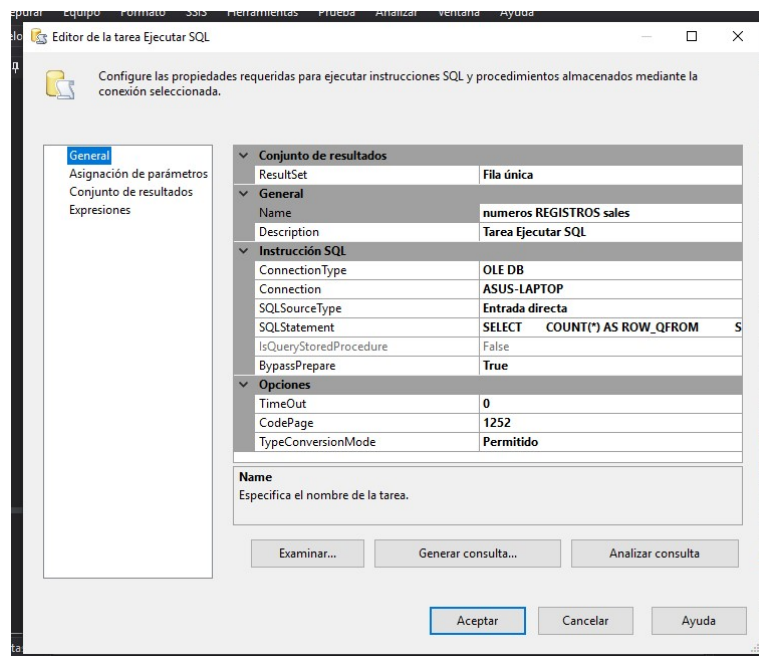 Equipo Formato SSIS Herramientas Prueba Analizar Ventana Ayuda
Editor de la tarea Ejecutar SQL
Configure las propiedades requeridas para ejecutar instrucciones SQL y procedimientos almacenados mediante la
conexión seleccionada.
General
Asignación de parámetros
Conjunto de resultados
Expresiones
Conjunto de resultados
ResultSet Fila única
General
Name numeros REGISTROS sales
Description Tarea Ejecutar SQL
Instrucción SQL
ConnectionType OLE DB
Connection ASUS-LAPTOP
SQLSourceType Entrada directa
SQLStatement SELECT COUNT(*) AS ROW_QFROM S
IsQueryStoredProcedure False
BypassPrepare True
Opciones
TimeOut 0
CodePage 1252
TypeConversionMode Permitido
Name
Especifica el nombre de la tarea.
Examinar... Generar consulta... Analizar consulta
Aceptar Cancelar Ayuda